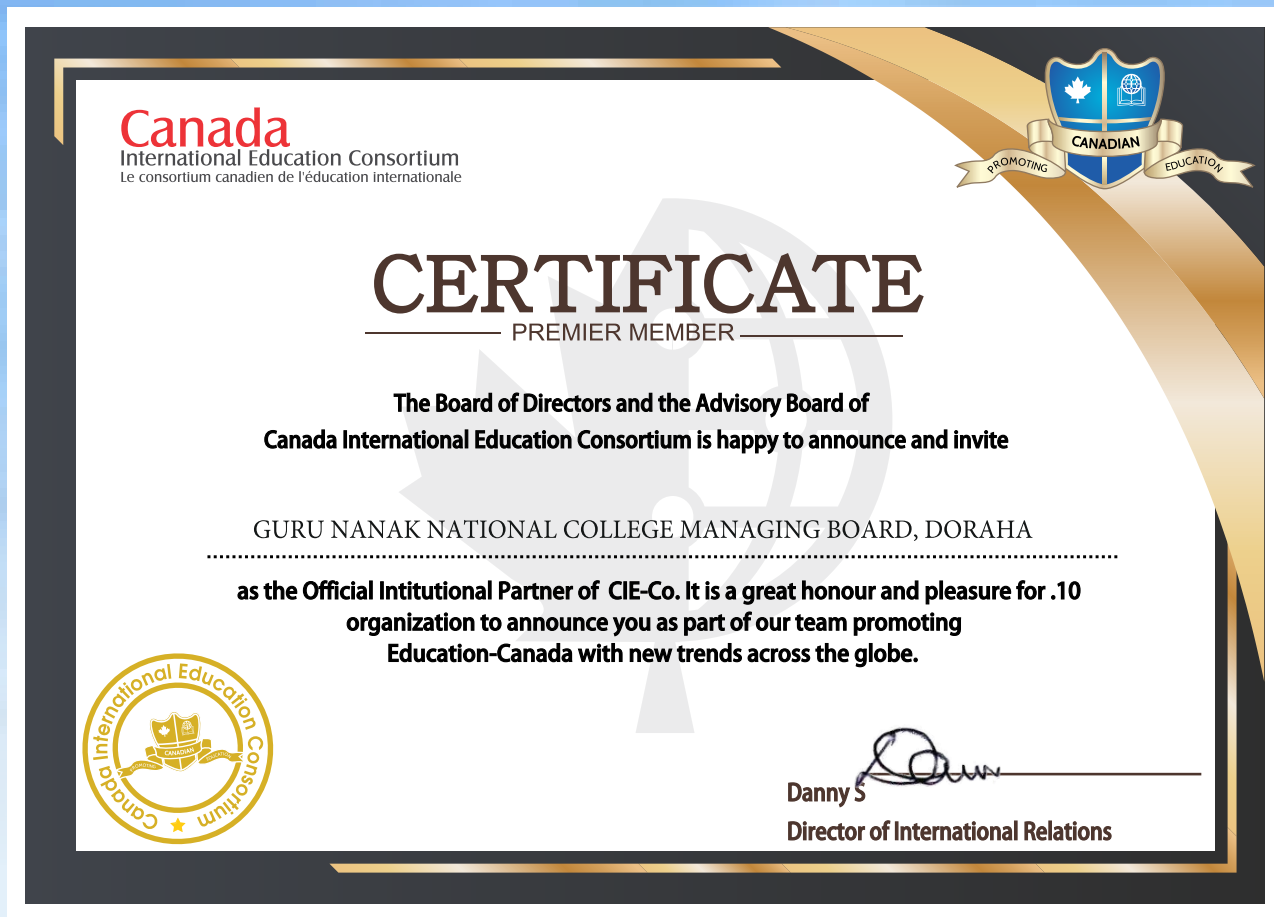 Canada
International Education Consortium
Le consortium canadien de l'éducation internationale
CANADIAN
PROMOTING
EDUCATION
CERTIFICATE
PREMIER MEMBER
The Board of Directors and the Advisory Board of
Canada International Education Consortium is happy to announce and invite
GURU NANAK NATIONAL COLLEGE MANAGING BOARD, DORAHA
as the Official Intitutional Partner of CIE-Co. It is a great honour and pleasure for .10
organization to announce you as part of our team promoting
Education-Canada with new trends across the globe.
Canada International Education Consortium
CANADIAN
PROMOTING
EDUCATION
Danny S
Director of International Relations